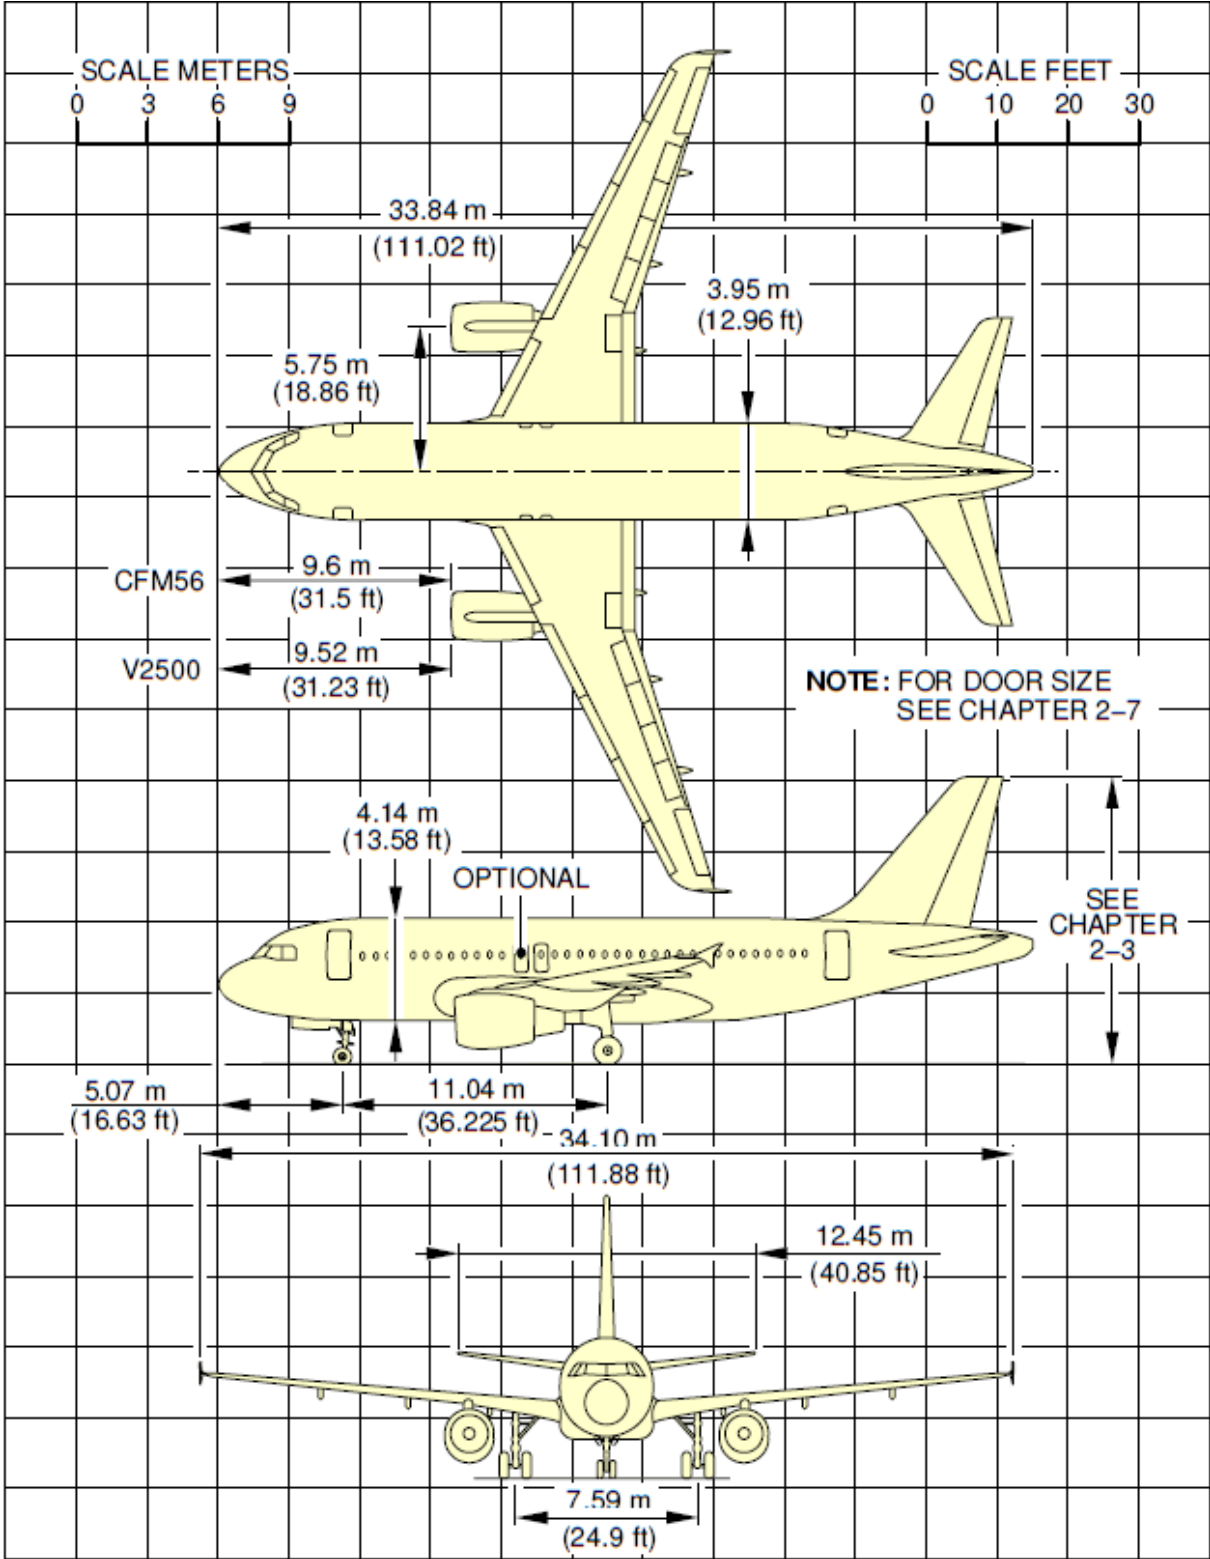 SCALE METERS
0 3 6 9
SCALE FEET
0 10 20 30
33.84 m
(111.02 ft)
3.95 m
(12.96 ft)
5.75 m
(18.86 ft)
CFM56
9.6 m
(31.5 ft)
V2500
9.52 m
(31.23 ft)
NOTE: FOR DOOR SIZE
SEE CHAPTER 2–7
4.14 m
(13.58 ft)
OPTIONAL
SEE
CHAPTER
2–3
5.07 m
(16.63 ft)
11.04 m
(36.225 ft)
34.10 m
(111.88 ft)
12.45 m
(40.85 ft)
7.59 m
(24.9 ft)